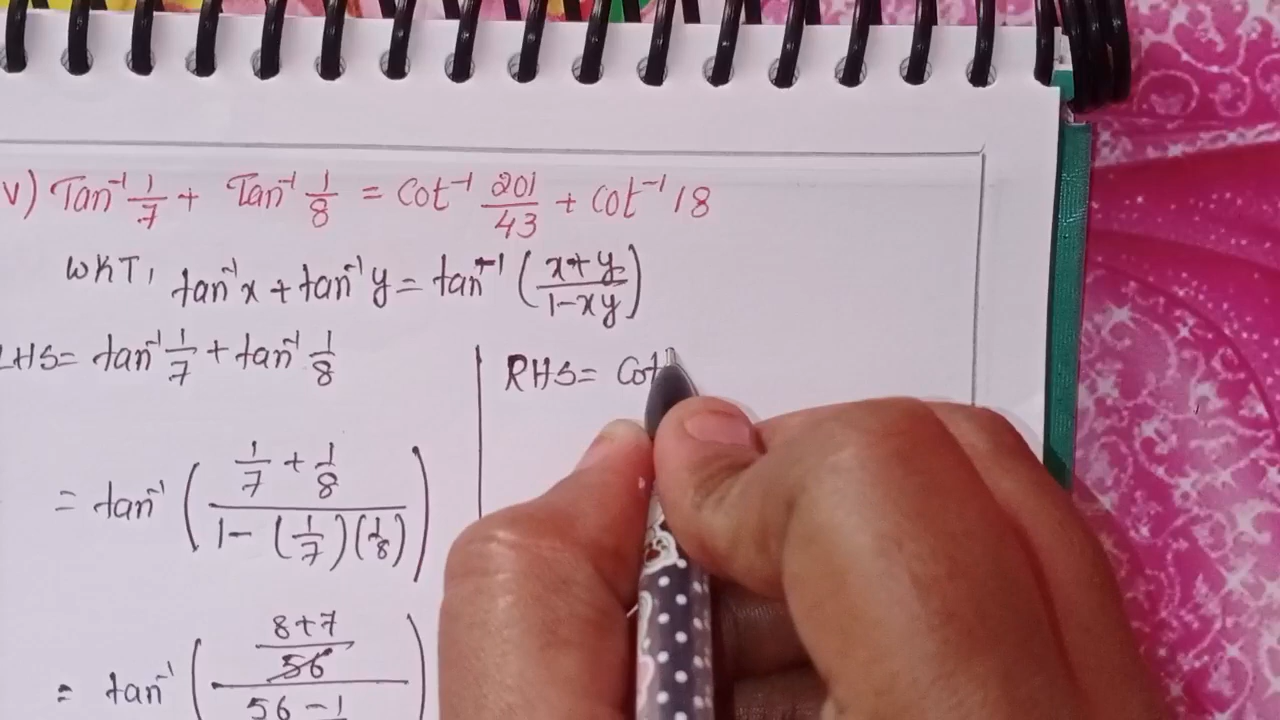 v) Tan⁻¹ 1/7 + Tan⁻¹ 1/8 = Cot⁻¹ 201/43 + Cot⁻¹ 18
WKT, tan⁻¹x + tan⁻¹y = tan⁻¹ (x+y/1-xy)
LHS = tan⁻¹ 1/7 + tan⁻¹ 1/8
RHS = Cot
= tan⁻¹ (1/7 + 1/8 / 1 - (1/7)(1/8))
= tan⁻¹ (8+7/56 / 56-1)